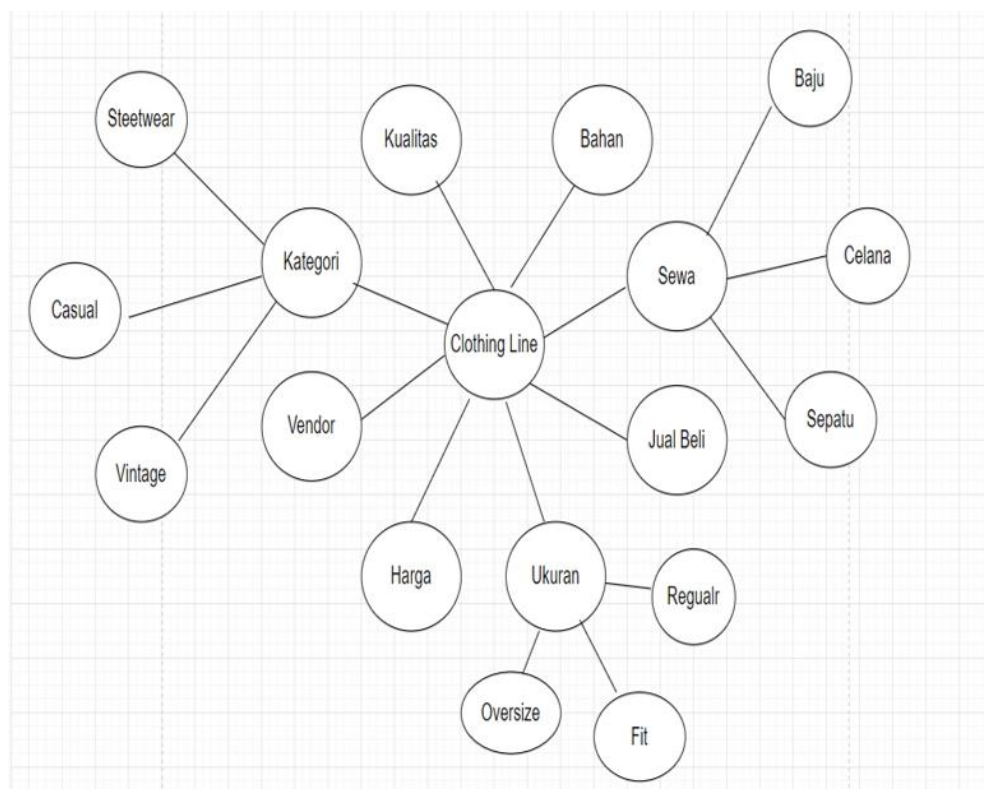 Baju
Steetwear
Kualitas
Bahan
Kategori
Sewa
Celana
Casual
Clothing Line
Vendor
Jual Beli
Sepatu
Vintage
Harga
Ukuran
Regualr
Oversize
Fit